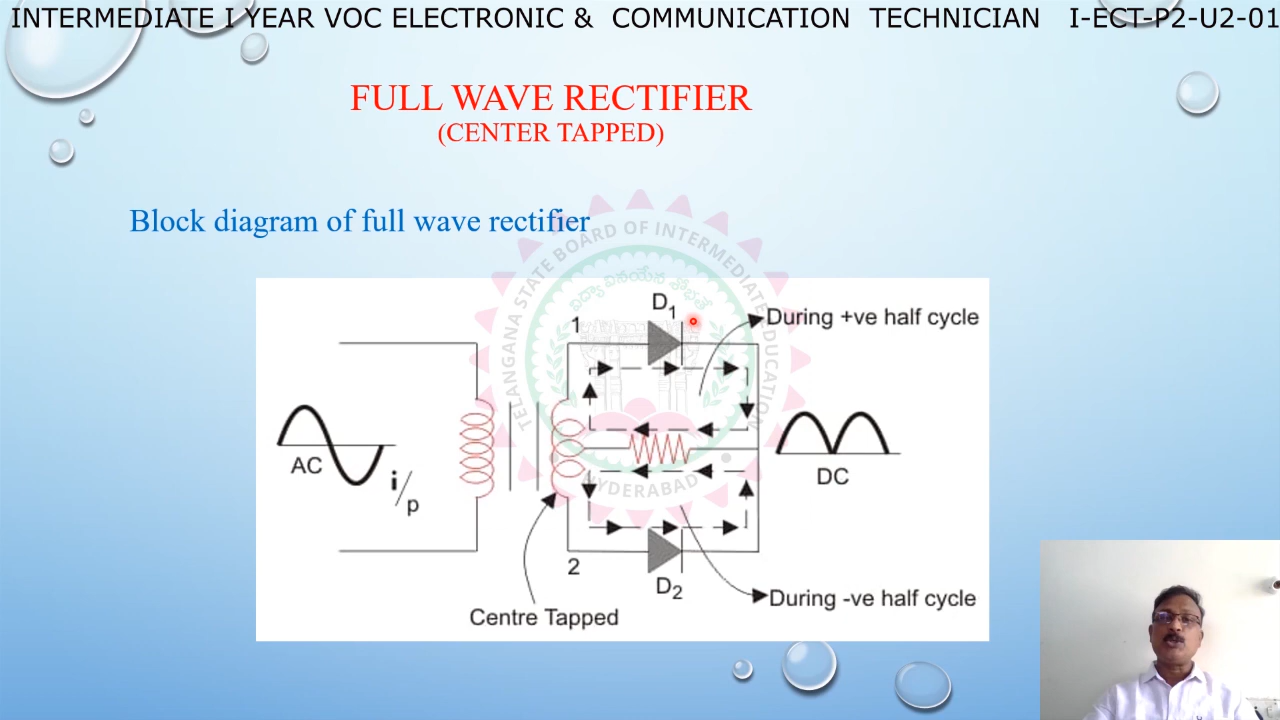 INTERMEDIATE I YEAR VOC ELECTRONIC & COMMUNICATION TECHNICIAN I-ECT-P2-U2-01
FULL WAVE RECTIFIER
(CENTER TAPPED)
Block diagram of full wave rectifier
TELANGANA STATE BOARD OF INTERMEDIATE EDUCATION
విద్యా వినయేన శోభతే
HYDERABAD
D1
1
During +ve half cycle
AC
i/p
DC
2
D2
During -ve half cycle
Centre Tapped